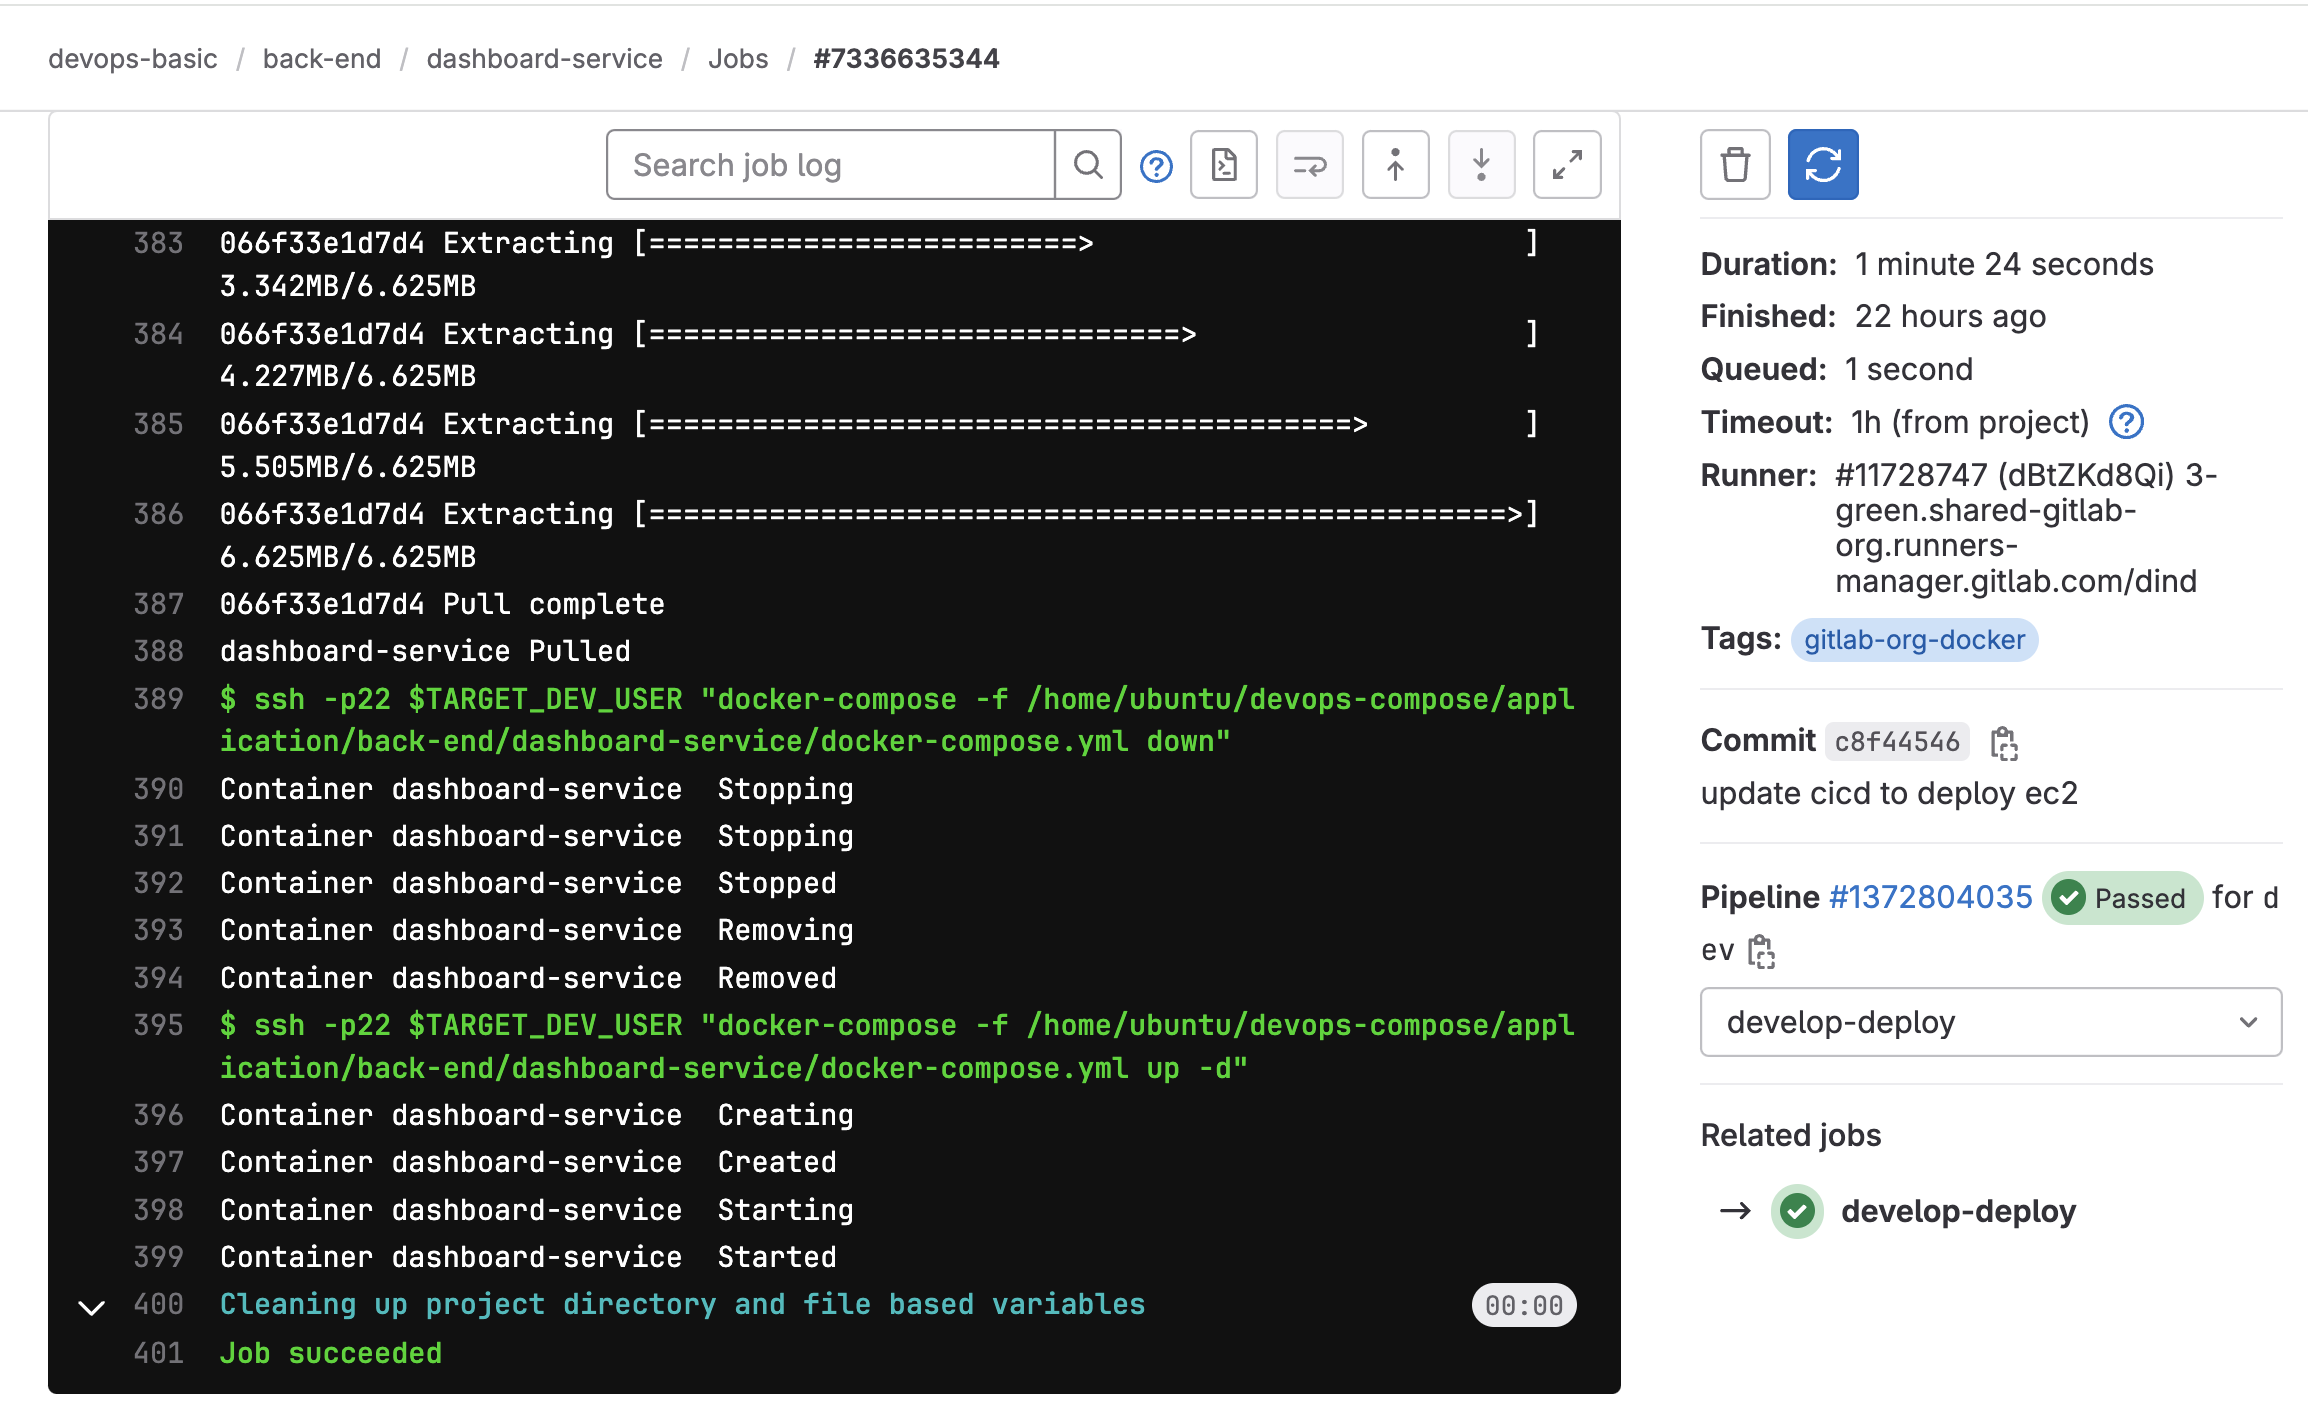 devops-basic / back-end / dashboard-service / Jobs / #7336635344
Search job log
383 066f33e1d7d4 Extracting [=========================>                         ]
3.342MB/6.625MB
384 066f33e1d7d4 Extracting [===============================>                   ]
4.227MB/6.625MB
385 066f33e1d7d4 Extracting [=========================================>         ]
5.505MB/6.625MB
386 066f33e1d7d4 Extracting [==================================================>]
6.625MB/6.625MB
387 066f33e1d7d4 Pull complete
388 dashboard-service Pulled
389 $ ssh -p22 $TARGET_DEV_USER "docker-compose -f /home/ubuntu/devops-compose/appl
ication/back-end/dashboard-service/docker-compose.yml down"
390 Container dashboard-service  Stopping
391 Container dashboard-service  Stopping
392 Container dashboard-service  Stopped
393 Container dashboard-service  Removing
394 Container dashboard-service  Removed
395 $ ssh -p22 $TARGET_DEV_USER "docker-compose -f /home/ubuntu/devops-compose/appl
ication/back-end/dashboard-service/docker-compose.yml up -d"
396 Container dashboard-service  Creating
397 Container dashboard-service  Created
398 Container dashboard-service  Starting
399 Container dashboard-service  Started
400 Cleaning up project directory and file based variables 00:00
401 Job succeeded
Duration: 1 minute 24 seconds
Finished: 22 hours ago
Queued: 1 second
Timeout: 1h (from project)
Runner: #11728747 (dBtZKd8Qi) 3-
green.shared-gitlab-
org.runners-
manager.gitlab.com/dind
Tags: gitlab-org-docker
Commit c8f44546
update cicd to deploy ec2
Pipeline #1372804035 Passed for d
ev
develop-deploy
Related jobs
→ develop-deploy